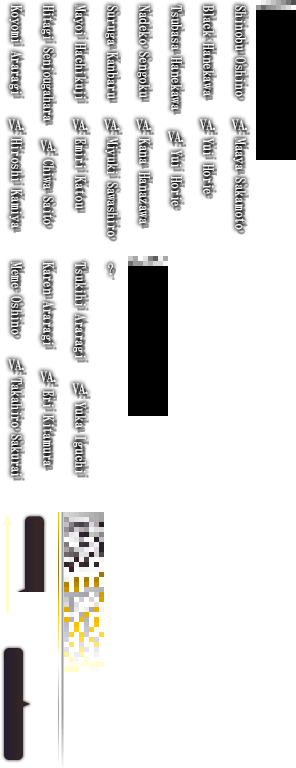 Shinobu Oshino VA: Maaya Sakamoto
Black Hanekawa VA: Yui Horie
Tsubasa Hanekawa VA: Yui Horie
Nadeko Sengoku VA: Kana Hanazawa
Suruga Kanbaru VA: Miyuki Sawashiro
Mayoi Hachikuji VA: Emiri Katou
Hitagi Senjougahara VA: Chiwa Saito
Koyomi Araragi VA: Hiroshi Kamiya
Tsukihi Araragi VA: Yuka Iguchi
Karen Araragi VA: Eri Kitamura
Meme Oshino VA: Takahiro Sakurai